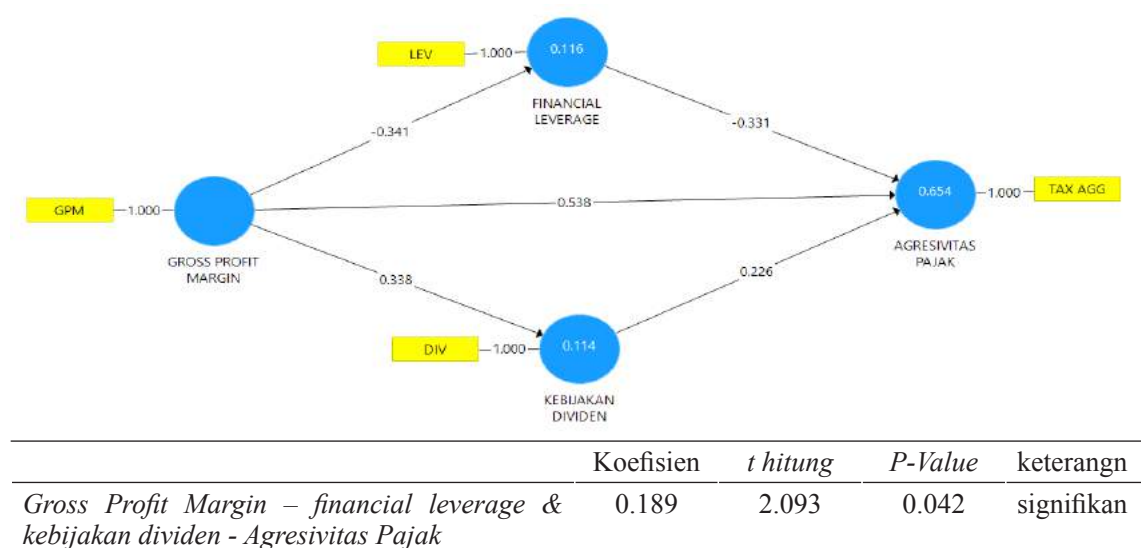 LEV
1.000
0.116
FINANCIAL
LEVERAGE
-0.341
-0.331
GPM
1.000
GROSS PROFIT
MARGIN
0.538
0.654
1.000
TAX AGG
AGRESIVITAS
PAJAK
0.338
0.226
DIV
1.000
0.114
KEBIJAKAN
DIVIDEN
Koefisien t hitung P-Value keterangn
Gross Profit Margin – financial leverage & 0.189 2.093 0.042 signifikan
kebijakan dividen - Agresivitas Pajak